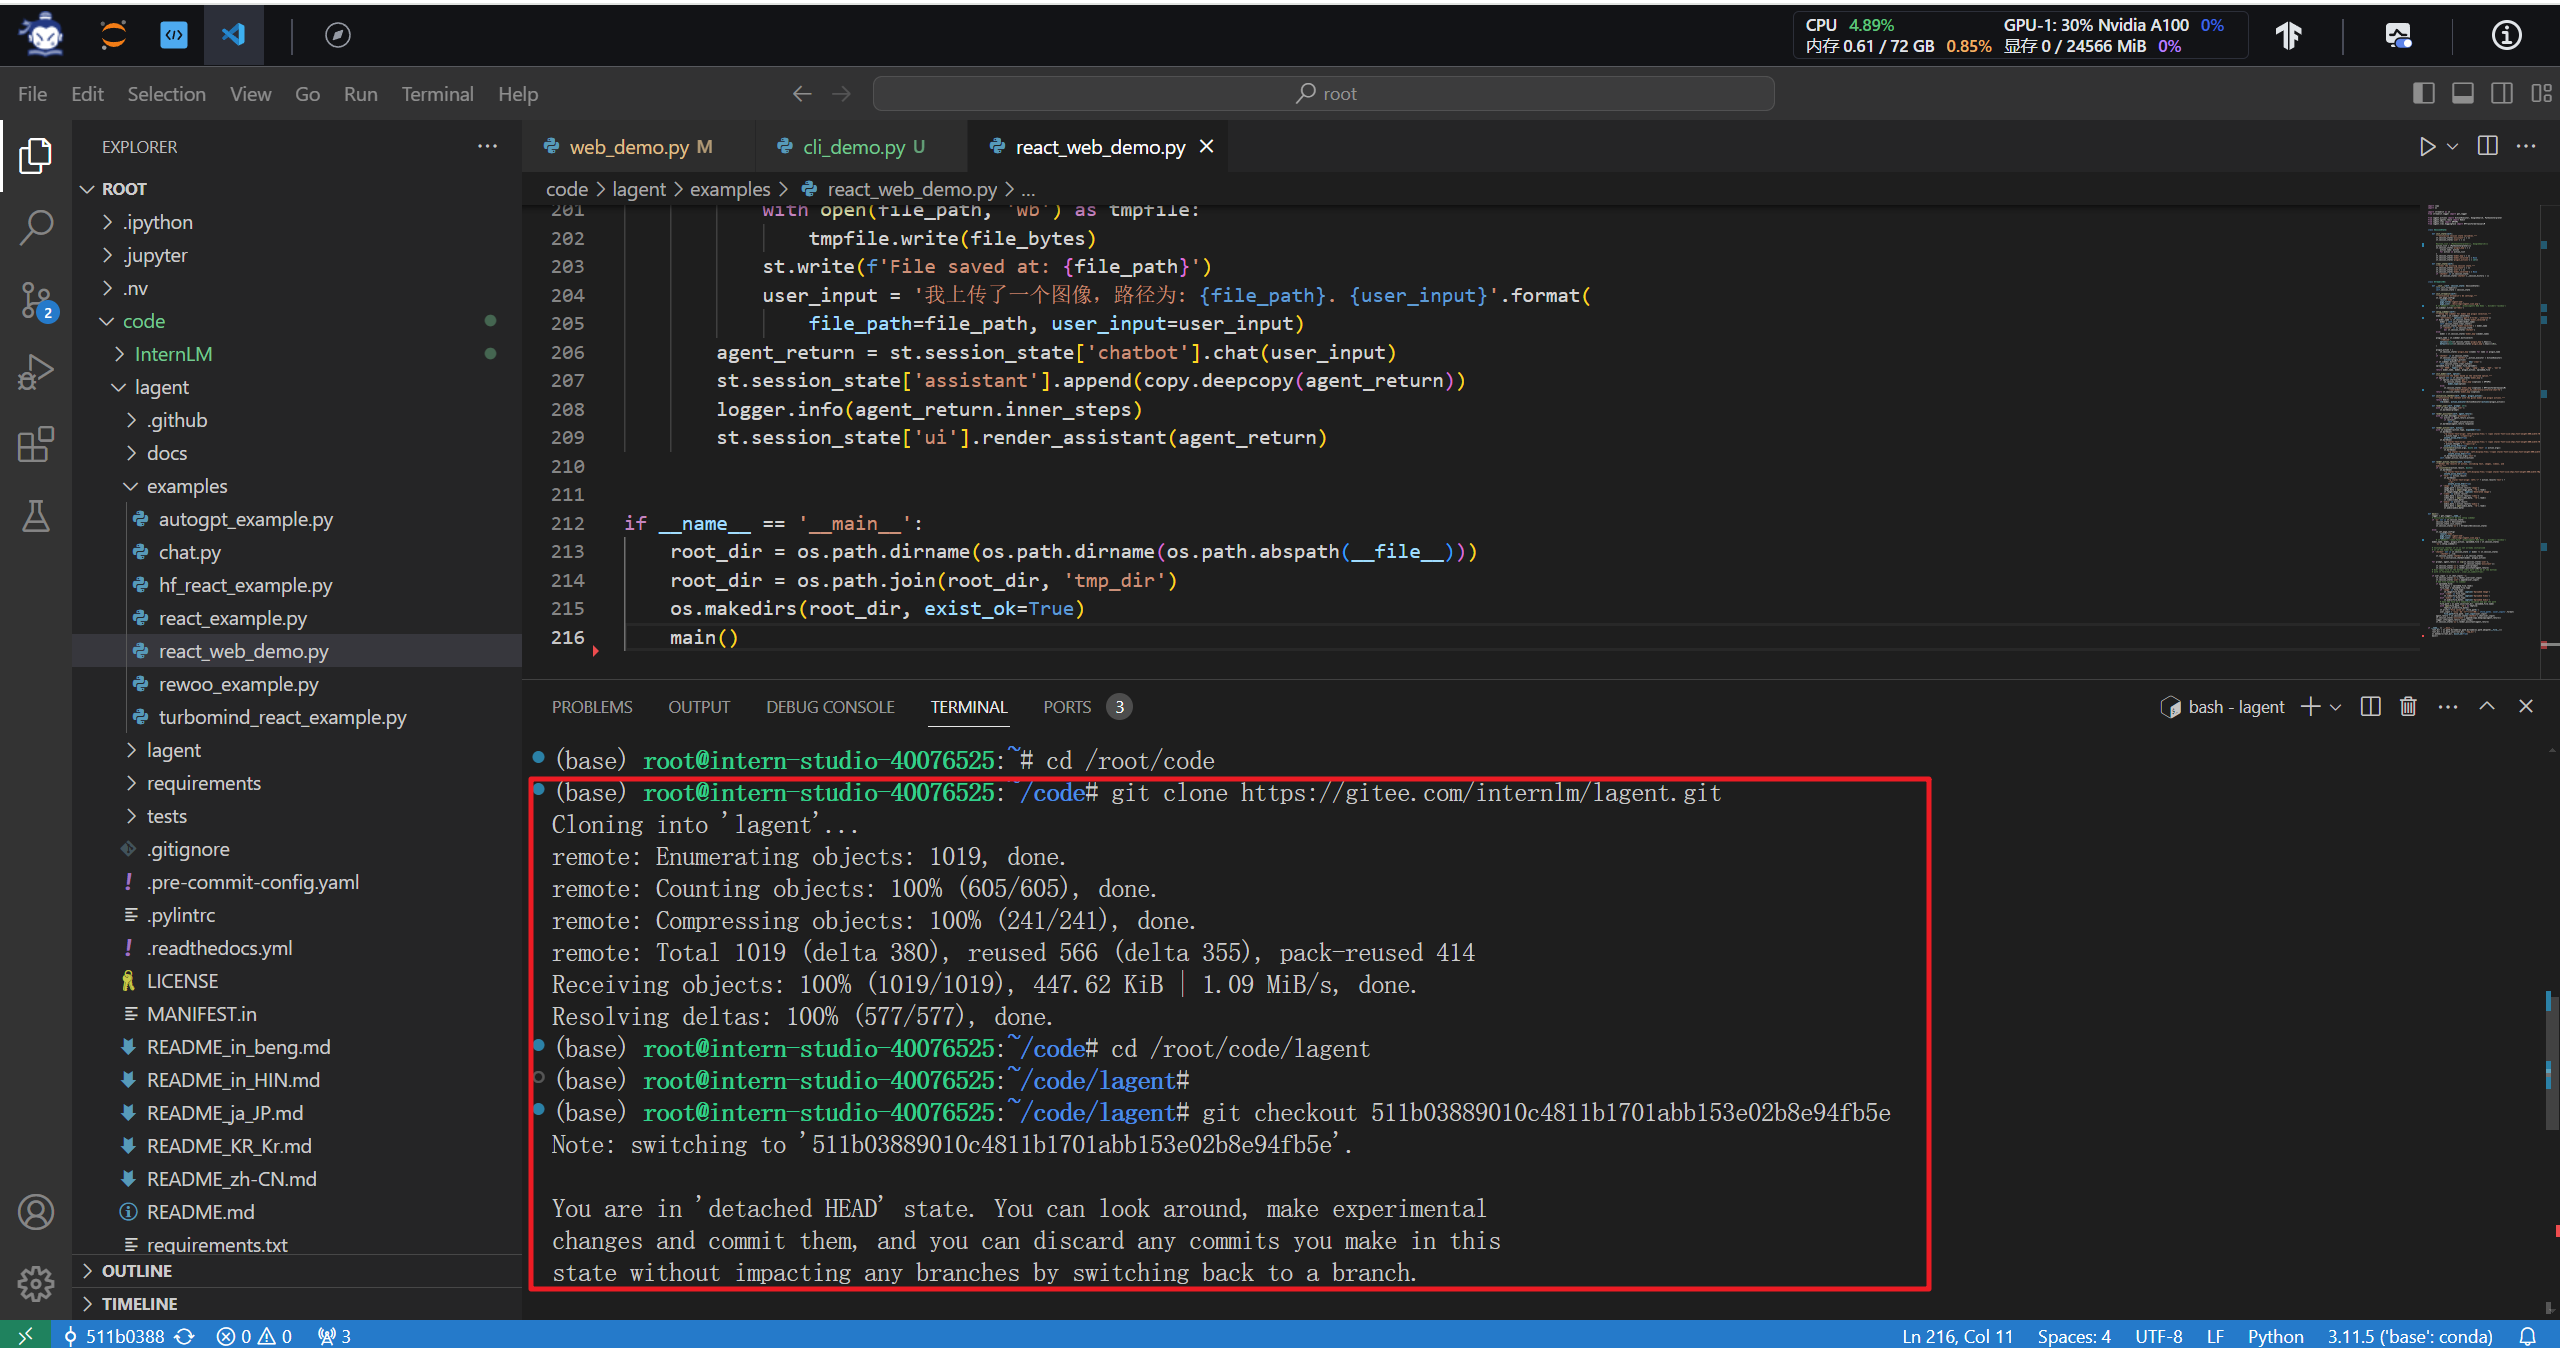 CPU 4.89% GPU-1: 30% Nvidia A100 0%
内存 0.61 / 72 GB 0.85% 显存 0 / 24566 MiB 0%
File Edit Selection View Go Run Terminal Help
root
EXPLORER
ROOT
.ipython
.jupyter
.nv
code
InternLM
lagent
.github
docs
examples
autogpt_example.py
chat.py
hf_react_example.py
react_example.py
react_web_demo.py
rewoo_example.py
turbomind_react_example.py
lagent
requirements
tests
.gitignore
.pre-commit-config.yaml
.pylintrc
.readthedocs.yml
LICENSE
MANIFEST.in
README_in_beng.md
README_in_HIN.md
README_ja_JP.md
README_KR_Kr.md
README_zh-CN.md
README.md
requirements.txt
OUTLINE
TIMELINE
2
web_demo.py M cli_demo.py U react_web_demo.py
code > lagent > examples > react_web_demo.py > ...
201 with open(file_path, 'wb') as tmpfile:
202 tmpfile.write(file_bytes)
203 st.write(f'File saved at: {file_path}')
204 user_input = '我上传了一个图像，路径为: {file_path}. {user_input}'.format(
205 file_path=file_path, user_input=user_input)
206 agent_return = st.session_state['chatbot'].chat(user_input)
207 st.session_state['assistant'].append(copy.deepcopy(agent_return))
208 logger.info(agent_return.inner_steps)
209 st.session_state['ui'].render_assistant(agent_return)
210
211
212 if __name__ == '__main__':
213 root_dir = os.path.dirname(os.path.dirname(os.path.abspath(__file__)))
214 root_dir = os.path.join(root_dir, 'tmp_dir')
215 os.makedirs(root_dir, exist_ok=True)
216 main()
PROBLEMS OUTPUT DEBUG CONSOLE TERMINAL PORTS 3
bash - lagent
(base) root@intern-studio-40076525:~# cd /root/code
(base) root@intern-studio-40076525:~/code# git clone https://gitee.com/internlm/lagent.git
Cloning into 'lagent'...
remote: Enumerating objects: 1019, done.
remote: Counting objects: 100% (605/605), done.
remote: Compressing objects: 100% (241/241), done.
remote: Total 1019 (delta 380), reused 566 (delta 355), pack-reused 414
Receiving objects: 100% (1019/1019), 447.62 KiB | 1.09 MiB/s, done.
Resolving deltas: 100% (577/577), done.
(base) root@intern-studio-40076525:~/code# cd /root/code/lagent
(base) root@intern-studio-40076525:~/code/lagent#
(base) root@intern-studio-40076525:~/code/lagent# git checkout 511b03889010c4811b1701abb153e02b8e94fb5e
Note: switching to '511b03889010c4811b1701abb153e02b8e94fb5e'.
You are in 'detached HEAD' state. You can look around, make experimental
changes and commit them, and you can discard any commits you make in this
state without impacting any branches by switching back to a branch.
511b0388 0 0 3
Ln 216, Col 11 Spaces: 4 UTF-8 LF Python 3.11.5 ('base': conda)